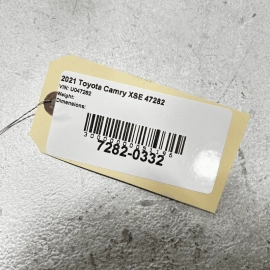 2021 Toyota Camry XSE 47282
VIN: U047282
Weight:
Dimensions:
7282-0332